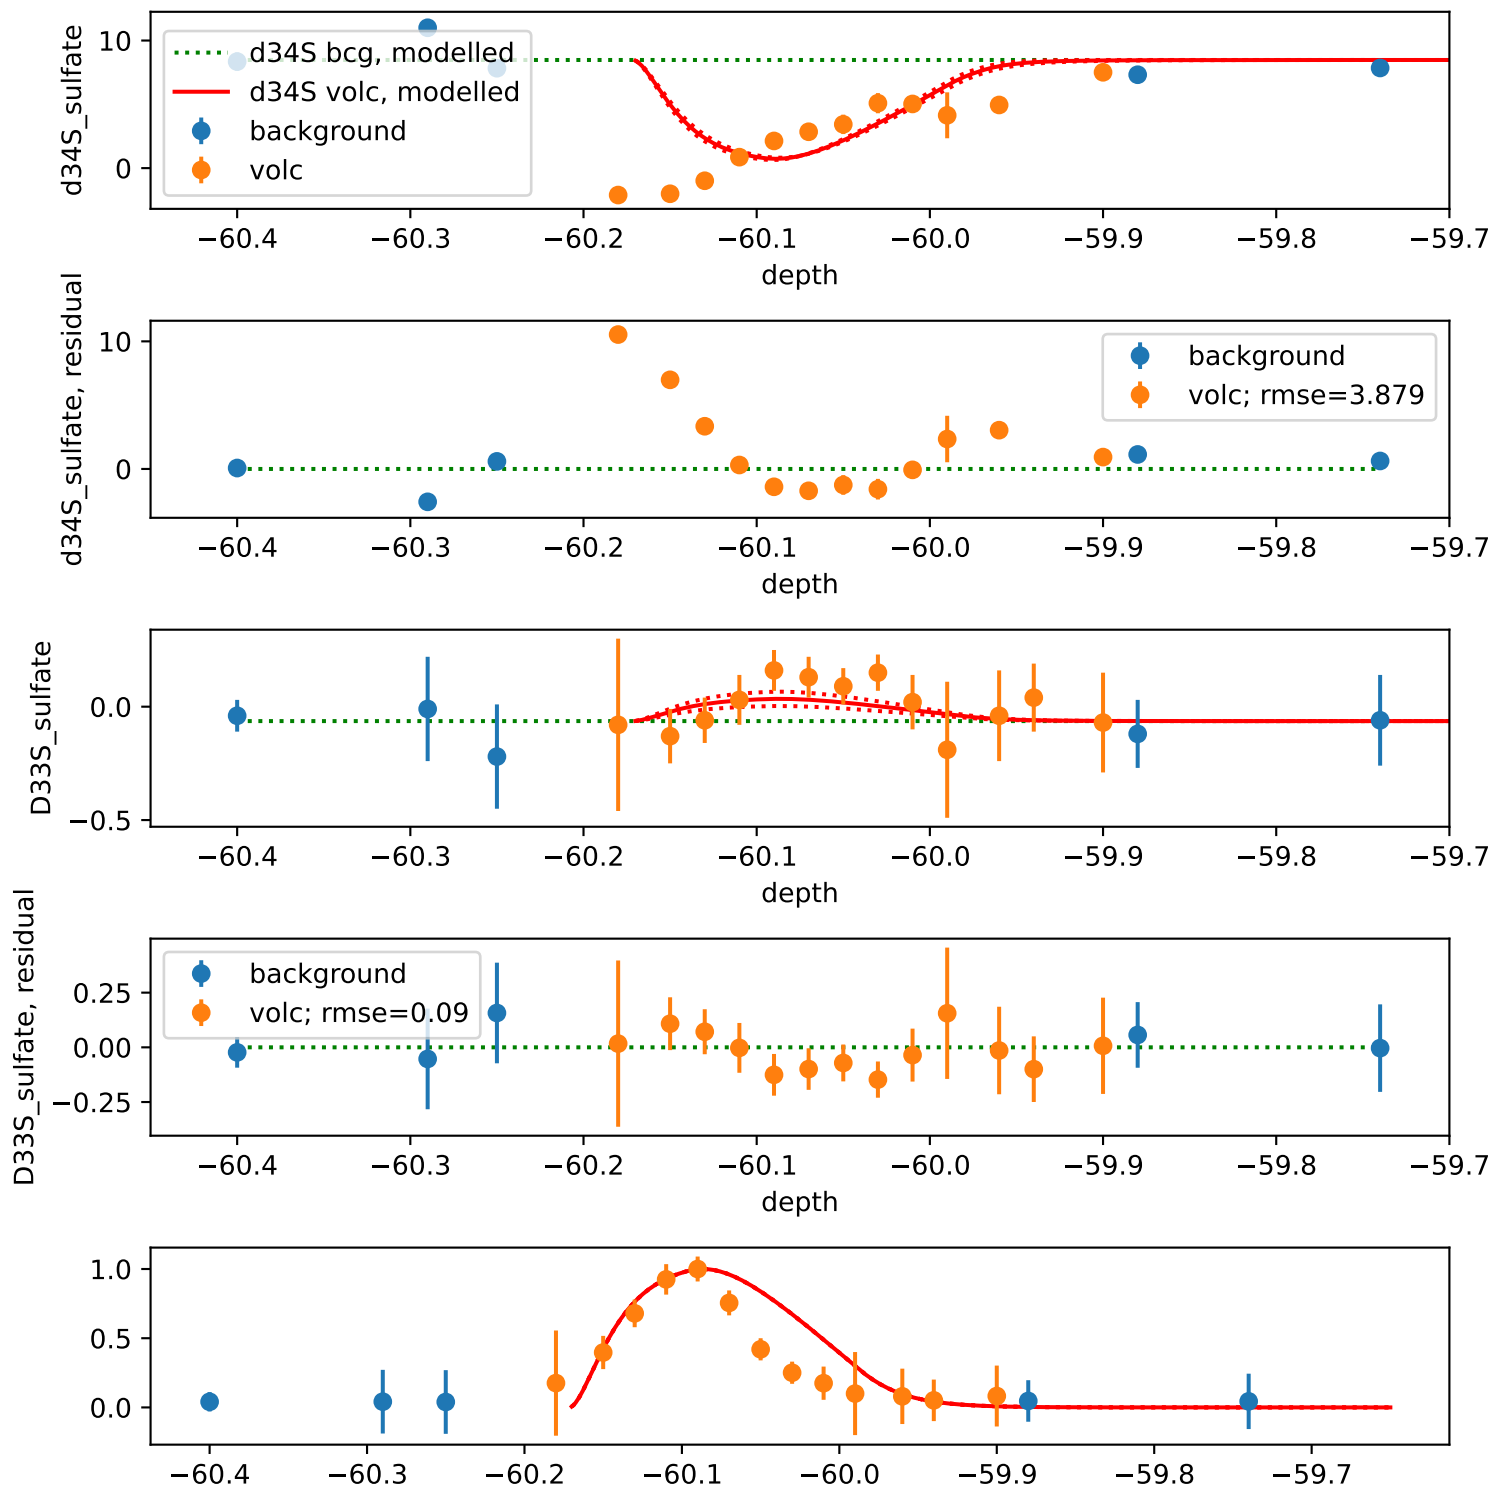 d34S_sulfate
10
0
d34S bcg, modelled
d34S volc, modelled
background
volc
−60.4 −60.3 −60.2 −60.1 −60.0 −59.9 −59.8 −59.7
depth
d34S_sulfate, residual
10
0
background
volc; rmse=3.879
−60.4 −60.3 −60.2 −60.1 −60.0 −59.9 −59.8 −59.7
depth
D33S_sulfate
0.0
−0.5
−60.4 −60.3 −60.2 −60.1 −60.0 −59.9 −59.8 −59.7
depth
D33S_sulfate, residual
0.25
0.00
−0.25
background
volc; rmse=0.09
−60.4 −60.3 −60.2 −60.1 −60.0 −59.9 −59.8 −59.7
depth
1.0
0.5
0.0
−60.4 −60.3 −60.2 −60.1 −60.0 −59.9 −59.8 −59.7